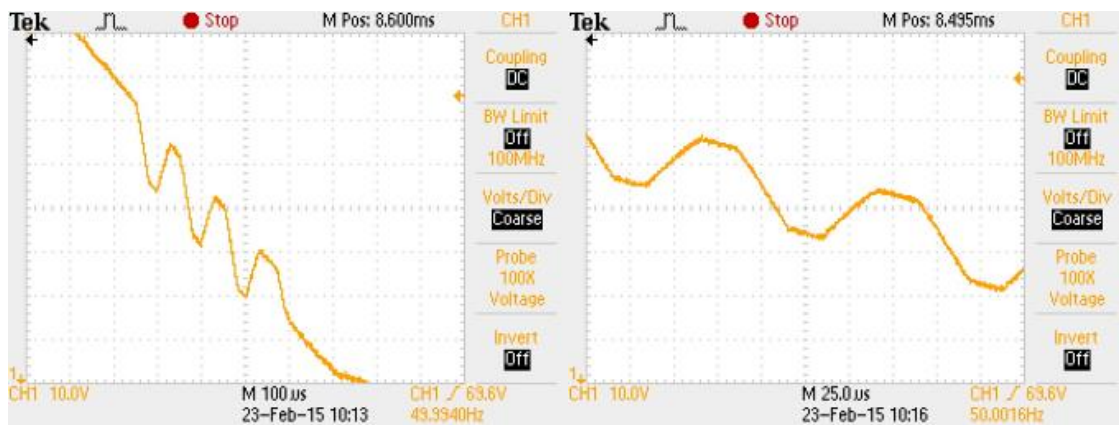 Tek Stop M Pos: 8.600ms CH1
Coupling
DC
BW Limit
Off
100MHz
Volts/Div
Coarse
Probe
100X
Voltage
Invert
Off
1
CH1 10.0V M 100µs CH1 69.6V
23-Feb-15 10:13 49.9940Hz
Tek Stop M Pos: 8.495ms CH1
Coupling
DC
BW Limit
Off
100MHz
Volts/Div
Coarse
Probe
100X
Voltage
Invert
Off
1
CH1 10.0V M 25.0µs CH1 69.6V
23-Feb-15 10:16 50.0016Hz